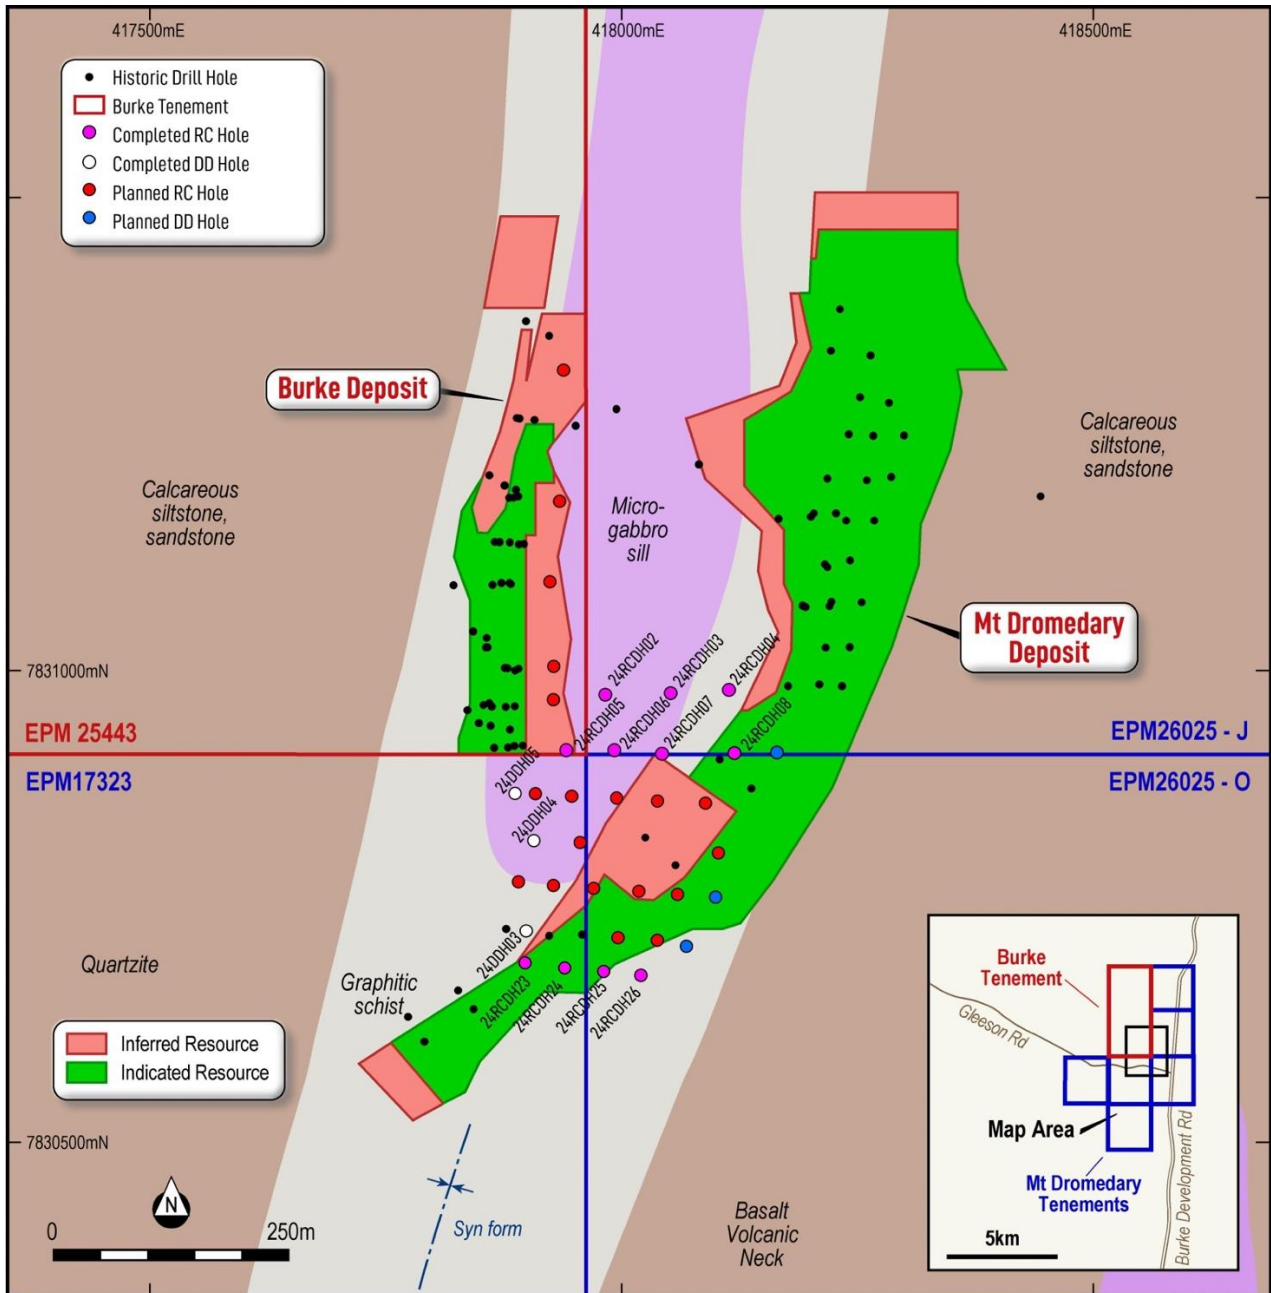 417500mE
418000mE
418500mE
Historic Drill Hole
Burke Tenement
Completed RC Hole
Completed DD Hole
Planned RC Hole
Planned DD Hole
Burke Deposit
Calcareous
siltstone,
sandstone
Calcareous
siltstone,
sandstone
Micro-
gabbro
sill
Mt Dromedary
Deposit
7831000mN
24RCDH02
24RCDH03
24RCDH04
24RCDH05
24RCDH06
24RCDH07
24RCDH08
EPM 25443
EPM26025 - J
EPM17323
EPM26025 - O
24DDH05
24DDH04
24DDH03
24RCDH23
24RCDH24
24RCDH25
24RCDH26
Quartzite
Graphitic
schist
Inferred Resource
Indicated Resource
7830500mN
N
0
250m
Syn form
Basalt
Volcanic
Neck
Burke
Tenement
Gleeson Rd
Map Area
Mt Dromedary
Tenements
Burke Development Rd
5km